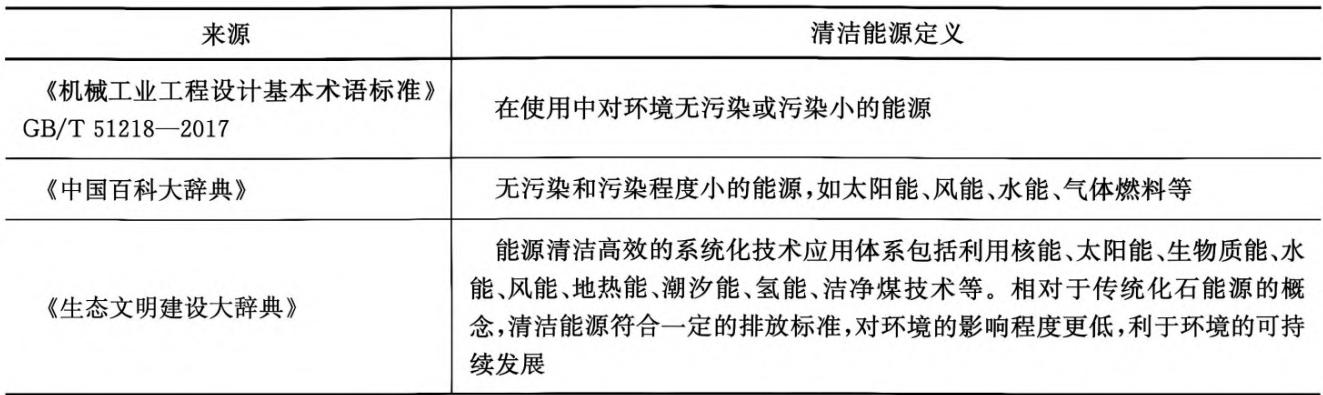 来源
清洁能源定义
《机械工业工程设计基本术语标准》
GB/T 51218—2017
在使用中对环境无污染或污染小的能源
《中国百科大辞典》
无污染和污染程度小的能源,如太阳能、风能、水能、气体燃料等
《生态文明建设大辞典》
能源清洁高效的系统化技术应用体系包括利用核能、太阳能、生物质能、水
能、风能、地热能、潮汐能、氢能、洁净煤技术等。相对于传统化石能源的概
念,清洁能源符合一定的排放标准,对环境的影响程度更低,利于环境的可持
续发展